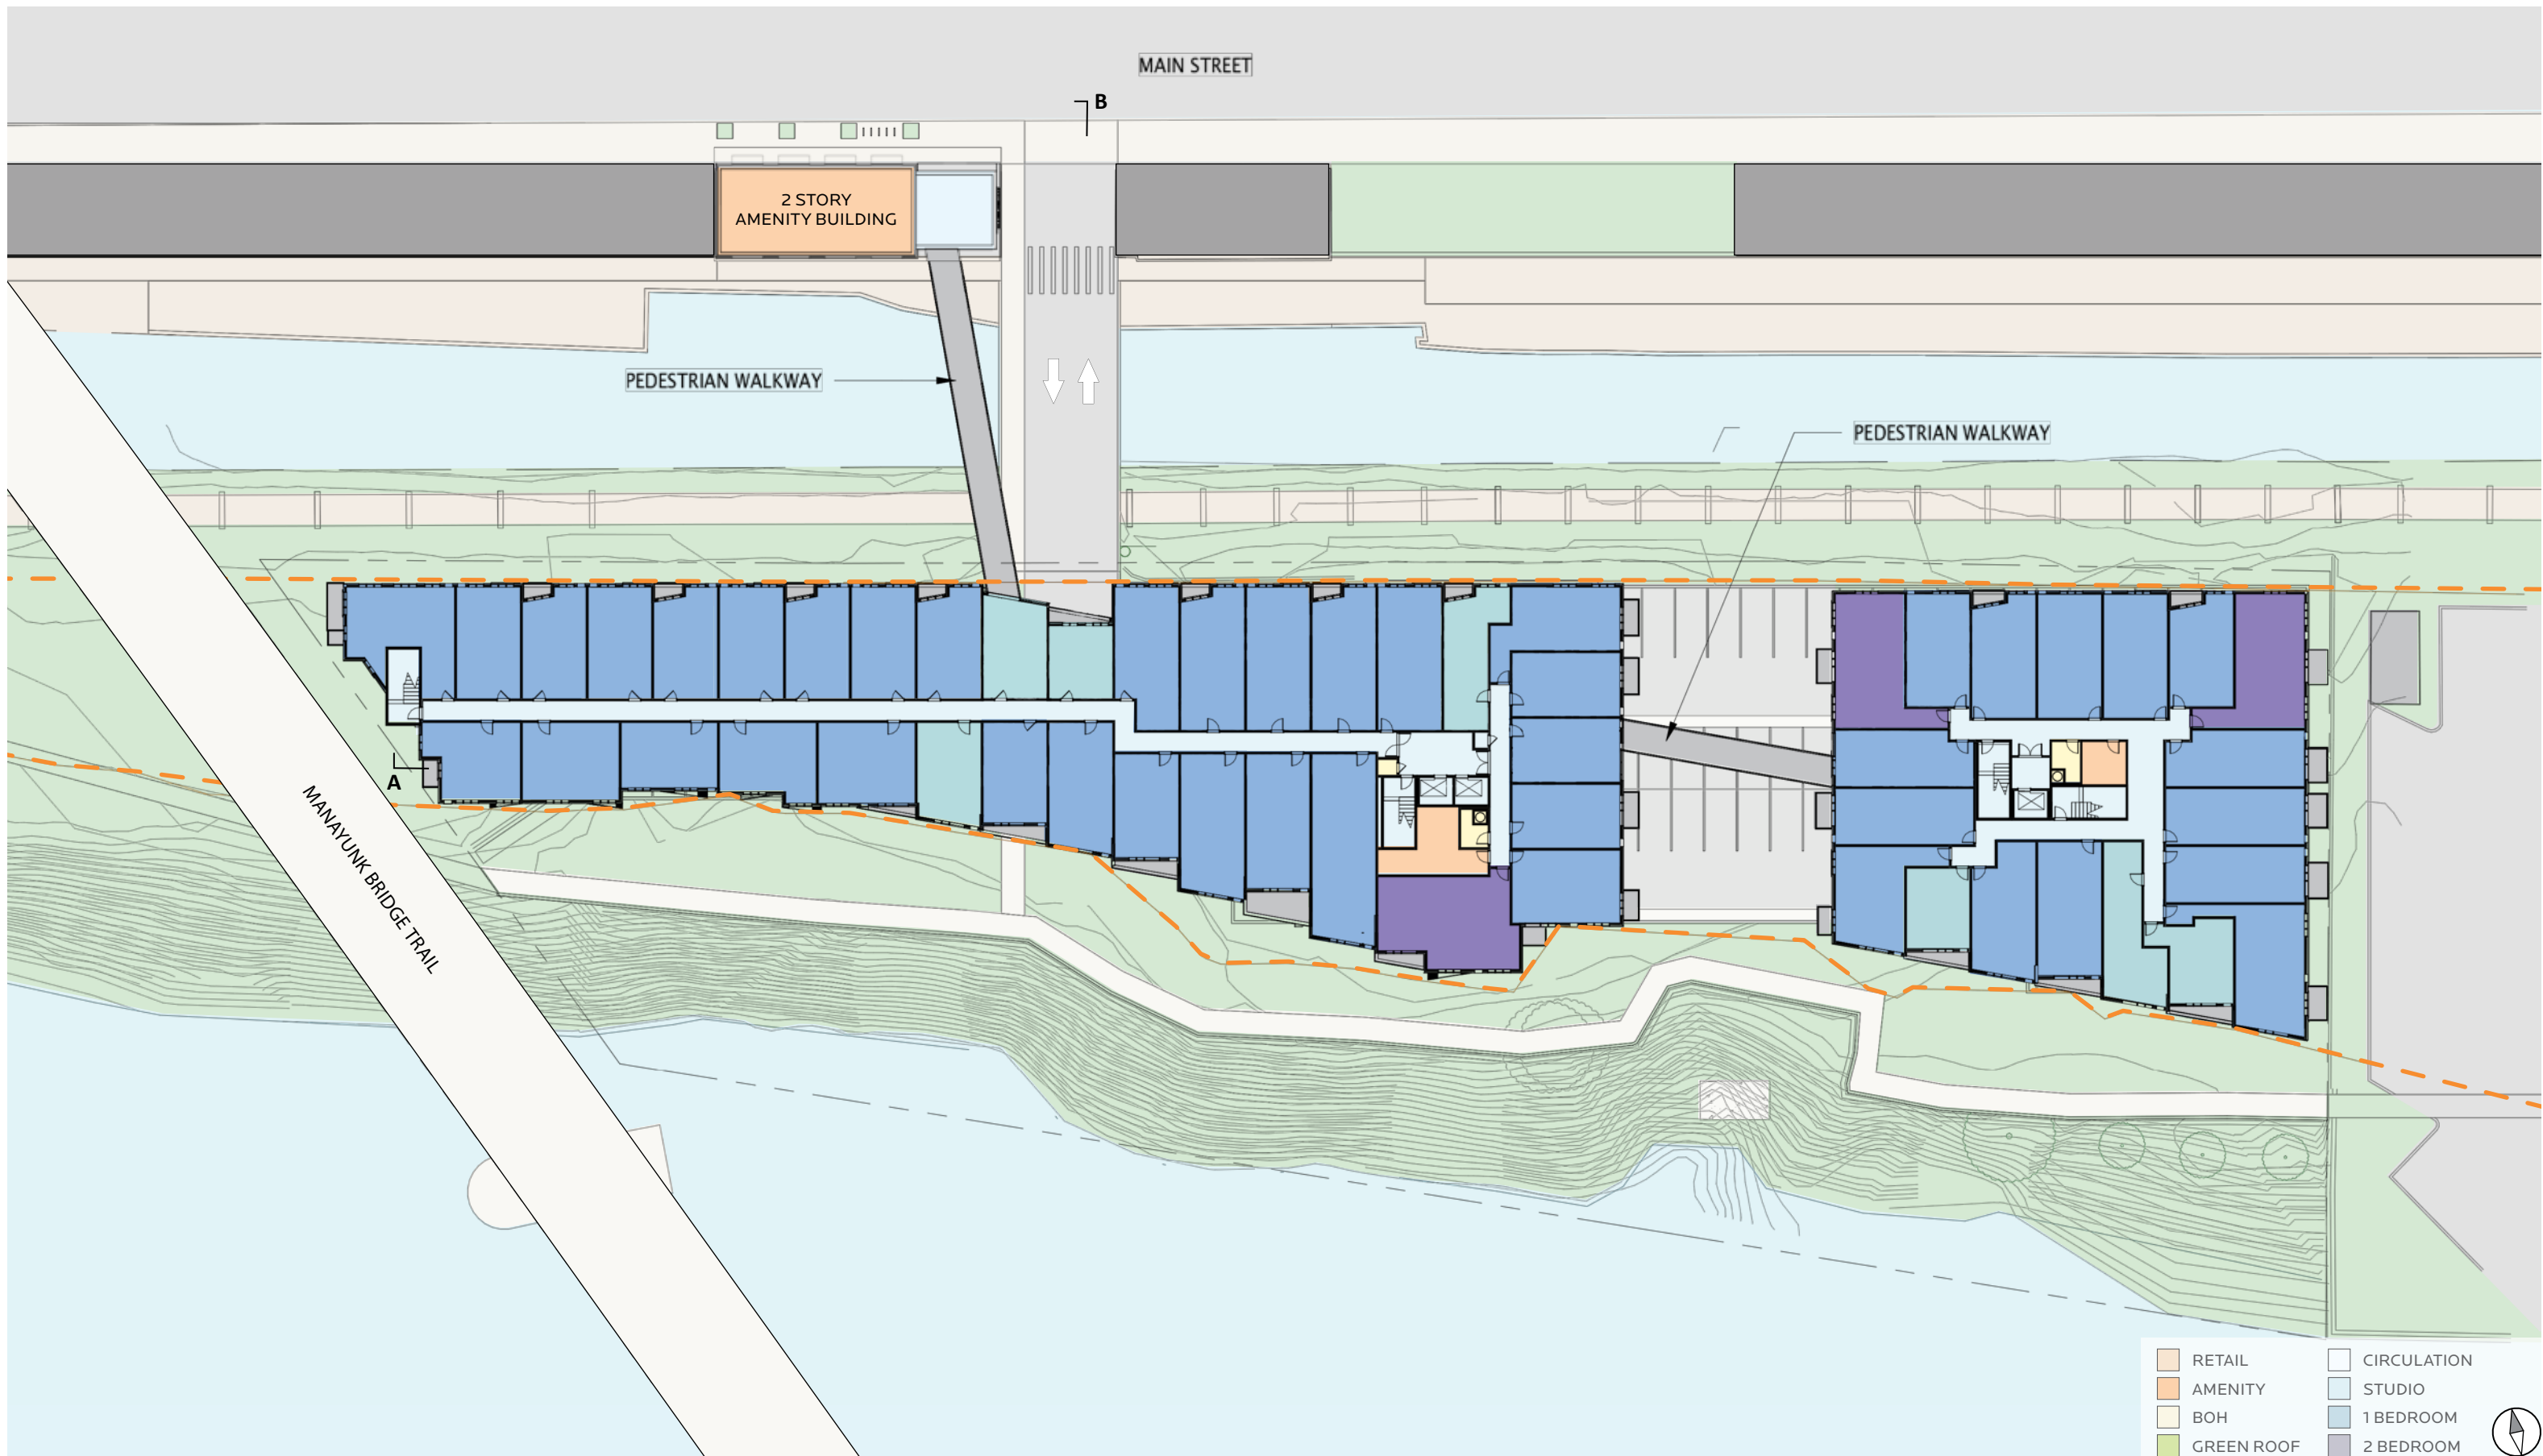 MAIN STREET
B
2 STORY
AMENITY BUILDING
PEDESTRIAN WALKWAY
PEDESTRIAN WALKWAY
A
MANAYUNK BRIDGE TRAIL
RETAIL
AMENITY
BOH
GREEN ROOF
CIRCULATION
STUDIO
1 BEDROOM
2 BEDROOM